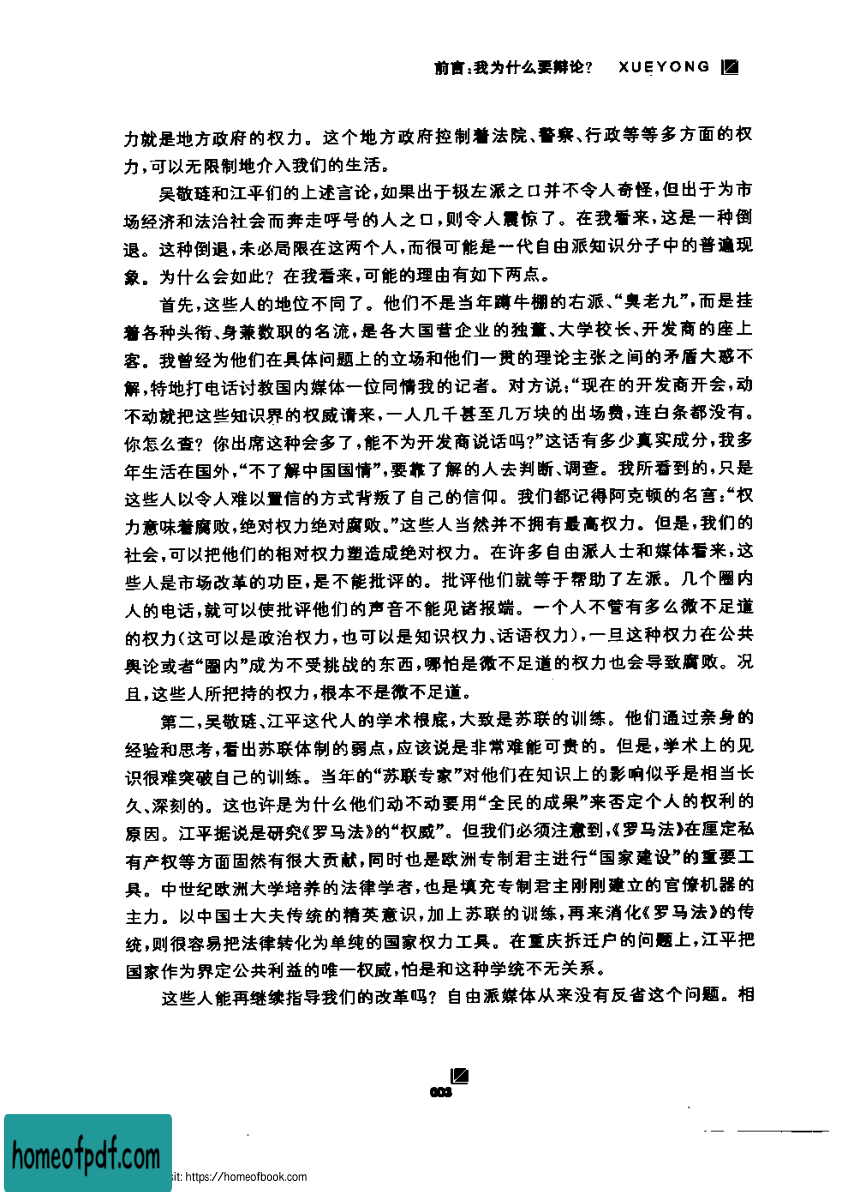 前言:我为什么要辩论? XUEYONG
力就是地方政府的权力。这个地方政府控制着法院、警察、行政等等多方面的权
力,可以无限制地介入我们的生活。
吴敬琏和江平们的上述言论,如果出于极左派之口并不令人奇怪,但出于为市
场经济和法治社会而奔走呼号的人之口,则令人震惊了。在我看来,这是一种倒
退。这种倒退,未必局限在这两个人,而很可能是一代自由派知识分子中的普遍现
象。为什么会如此?在我看来,可能的理由有如下两点。
首先,这些人的地位不同了。他们不是当年蹲牛棚的右派、“臭老九”,而是挂
着各种头衔、身兼数职的名流,是各大国营企业的独董、大学校长、开发商的座上
客。我曾经为他们在具体问题上的立场和他们一贯的理论主张之间的矛盾大惑不
解,特地打电话讨教国内媒体一位同情我的记者。对方说:“现在的开发商开会,动
不动就把这些知识界的权威请来,一人几千甚至几万块的出场费,连白条都没有。
你怎么查?你出席这种会多了,能不为开发商说话吗?”这话有多少真实成分,我多
年生活在国外,“不了解中国国情”,要靠了解的人去判断、调查。我所看到的,只是
这些人以令人难以置信的方式背叛了自己的信仰。我们都记得阿克顿的名言:“权
力意味着腐败,绝对权力绝对腐败。”这些人当然并不拥有最高权力。但是,我们的
社会,可以把他们的相对权力塑造成绝对权力。在许多自由派人士和媒体看来,这
些人是市场改革的功臣,是不能批评的。批评他们就等于帮助了左派。几个圈内
人的电话,就可以使批评他们的声音不能见诸报端。一个人不管有多么微不足道
的权力(这可以是政治权力,也可以是知识权力、话语权力),一旦这种权力在公共
舆论或者“圈内”成为不受挑战的东西,哪怕是微不足道的权力也会导致腐败。况
且,这些人所把持的权力,根本不是微不足道。
第二,吴敬琏、江平这代人的学术根底,大致是苏联的训练。他们通过亲身的
经验和思考,看出苏联体制的弱点,应该说是非常难能可贵的。但是,学术上的见
识很难突破自己的训练。当年的“苏联专家”对他们在知识上的影响似乎是相当长
久、深刻的。这也许是为什么他们动不动要用“全民的成果”来否定个人的权利的
原因。江平据说是研究《罗马法》的“权威”。但我们必须注意到,《罗马法》在厘定私
有产权等方面固然有很大贡献,同时也是欧洲专制君主进行“国家建设”的重要工
具。中世纪欧洲大学培养的法律学者,也是填充专制君主刚刚建立的官僚机器的
主力。以中国士大夫传统的精英意识,加上苏联的训练,再来消化《罗马法》的传
统,则很容易把法律转化为单纯的国家权力工具。在重庆拆迁户的问题上,江平把
国家作为界定公共利益的唯一权威,怕是和这种学统不无关系。
这些人能再继续指导我们的改革吗?自由派媒体从来没有反省这个问题。相
003
homeofpdf.com
sit: https://homeofbook.com